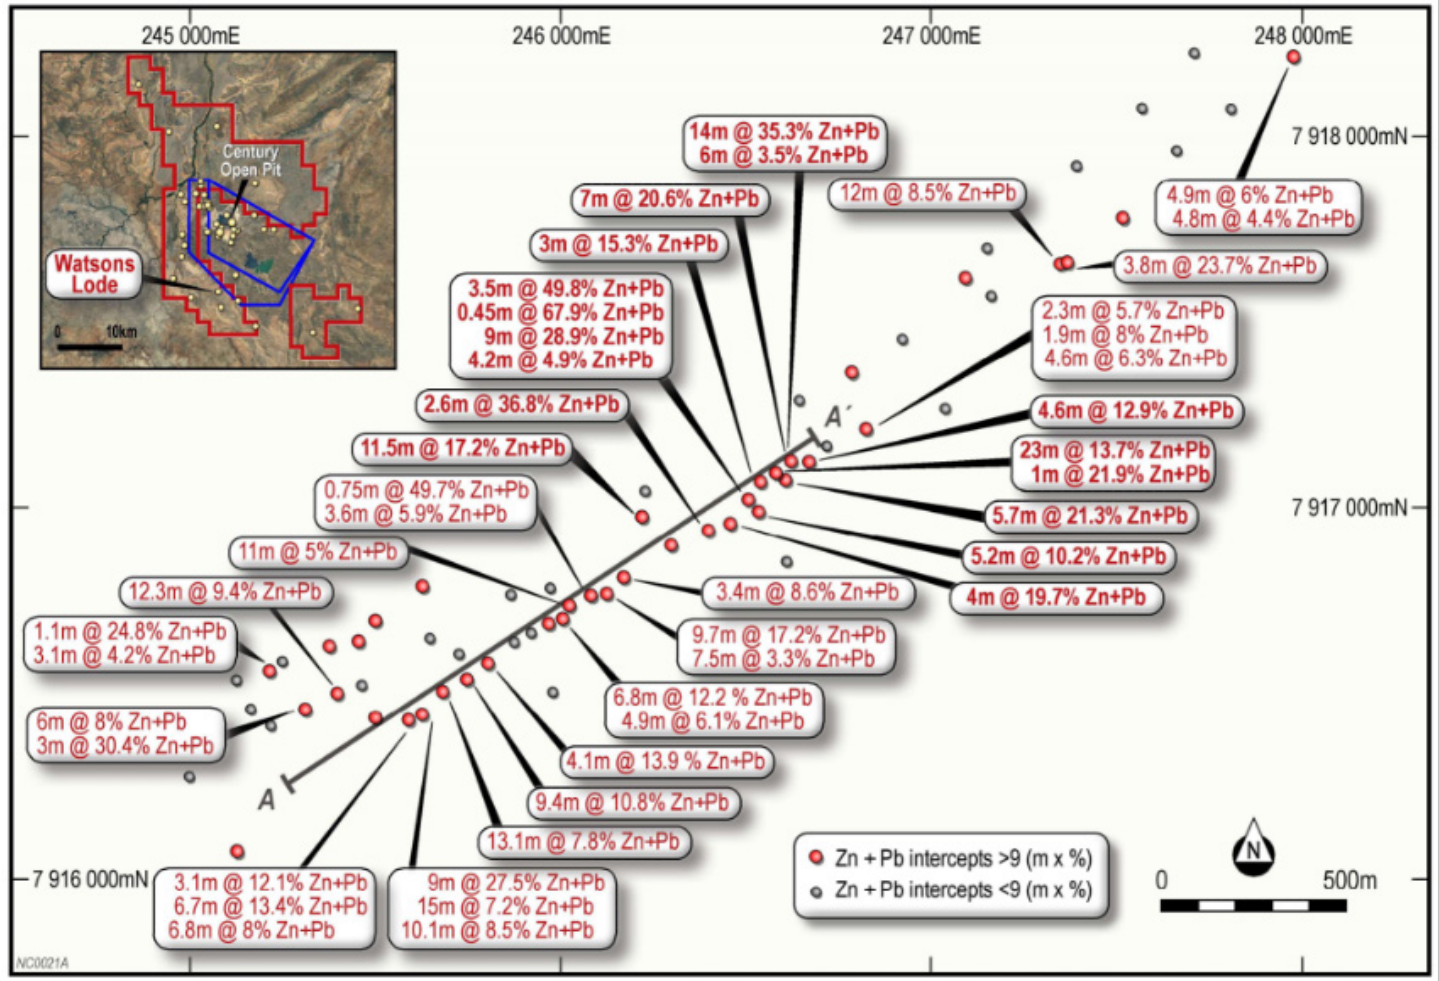 245 000mE
246 000mE
247 000mE
248 000mE
7 918 000mN
7 917 000mN
7 916 000mN
Century
Open Pit
Watsons
Lode
0 10km
14m @ 35.3% Zn+Pb
6m @ 3.5% Zn+Pb
7m @ 20.6% Zn+Pb
3m @ 15.3% Zn+Pb
3.5m @ 49.8% Zn+Pb
0.45m @ 67.9% Zn+Pb
9m @ 28.9% Zn+Pb
4.2m @ 4.9% Zn+Pb
2.6m @ 36.8% Zn+Pb
11.5m @ 17.2% Zn+Pb
0.75m @ 49.7% Zn+Pb
3.6m @ 5.9% Zn+Pb
11m @ 5% Zn+Pb
12.3m @ 9.4% Zn+Pb
1.1m @ 24.8% Zn+Pb
3.1m @ 4.2% Zn+Pb
6m @ 8% Zn+Pb
3m @ 30.4% Zn+Pb
12m @ 8.5% Zn+Pb
4.9m @ 6% Zn+Pb
4.8m @ 4.4% Zn+Pb
3.8m @ 23.7% Zn+Pb
2.3m @ 5.7% Zn+Pb
1.9m @ 8% Zn+Pb
4.6m @ 6.3% Zn+Pb
A´
4.6m @ 12.9% Zn+Pb
23m @ 13.7% Zn+Pb
1m @ 21.9% Zn+Pb
5.7m @ 21.3% Zn+Pb
5.2m @ 10.2% Zn+Pb
4m @ 19.7% Zn+Pb
3.4m @ 8.6% Zn+Pb
9.7m @ 17.2% Zn+Pb
7.5m @ 3.3% Zn+Pb
6.8m @ 12.2 % Zn+Pb
4.9m @ 6.1% Zn+Pb
4.1m @ 13.9 % Zn+Pb
9.4m @ 10.8% Zn+Pb
13.1m @ 7.8% Zn+Pb
A
3.1m @ 12.1% Zn+Pb
6.7m @ 13.4% Zn+Pb
6.8m @ 8% Zn+Pb
9m @ 27.5% Zn+Pb
15m @ 7.2% Zn+Pb
10.1m @ 8.5% Zn+Pb
Zn + Pb intercepts >9 (m x %)
Zn + Pb intercepts <9 (m x %)
N
0 500m
NC0021A